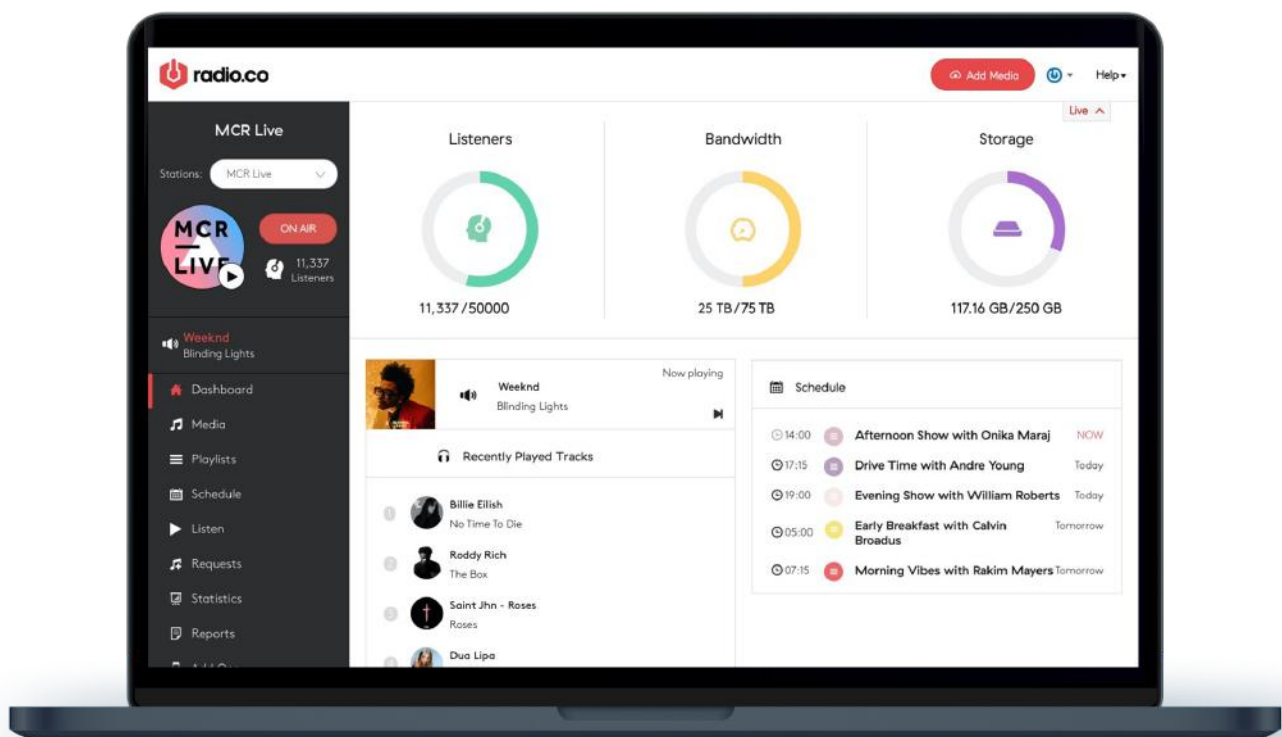 radio.co
Add Media
Help
Live
MCR Live
Stations:
MCR Live
MCR
LIVE
ON AIR
11,337
Listeners
Weeknd
Blinding Lights
Dashboard
Media
Playlists
Schedule
Listen
Requests
Statistics
Reports
Listeners
11,337/50000
Bandwidth
25 TB/75 TB
Storage
117.16 GB/250 GB
Now playing
Weeknd
Blinding Lights
Recently Played Tracks
1
Billie Eilish
No Time To Die
2
Roddy Rich
The Box
3
Saint Jhn - Roses
Roses
Dua Lipa
Schedule
14:00 Afternoon Show with Onika Maraj NOW
17:15 Drive Time with Andre Young Today
19:00 Evening Show with William Roberts Today
05:00 Early Breakfast with Calvin Tomorrow
Broadus
07:15 Morning Vibes with Rakim Mayers Tomorrow